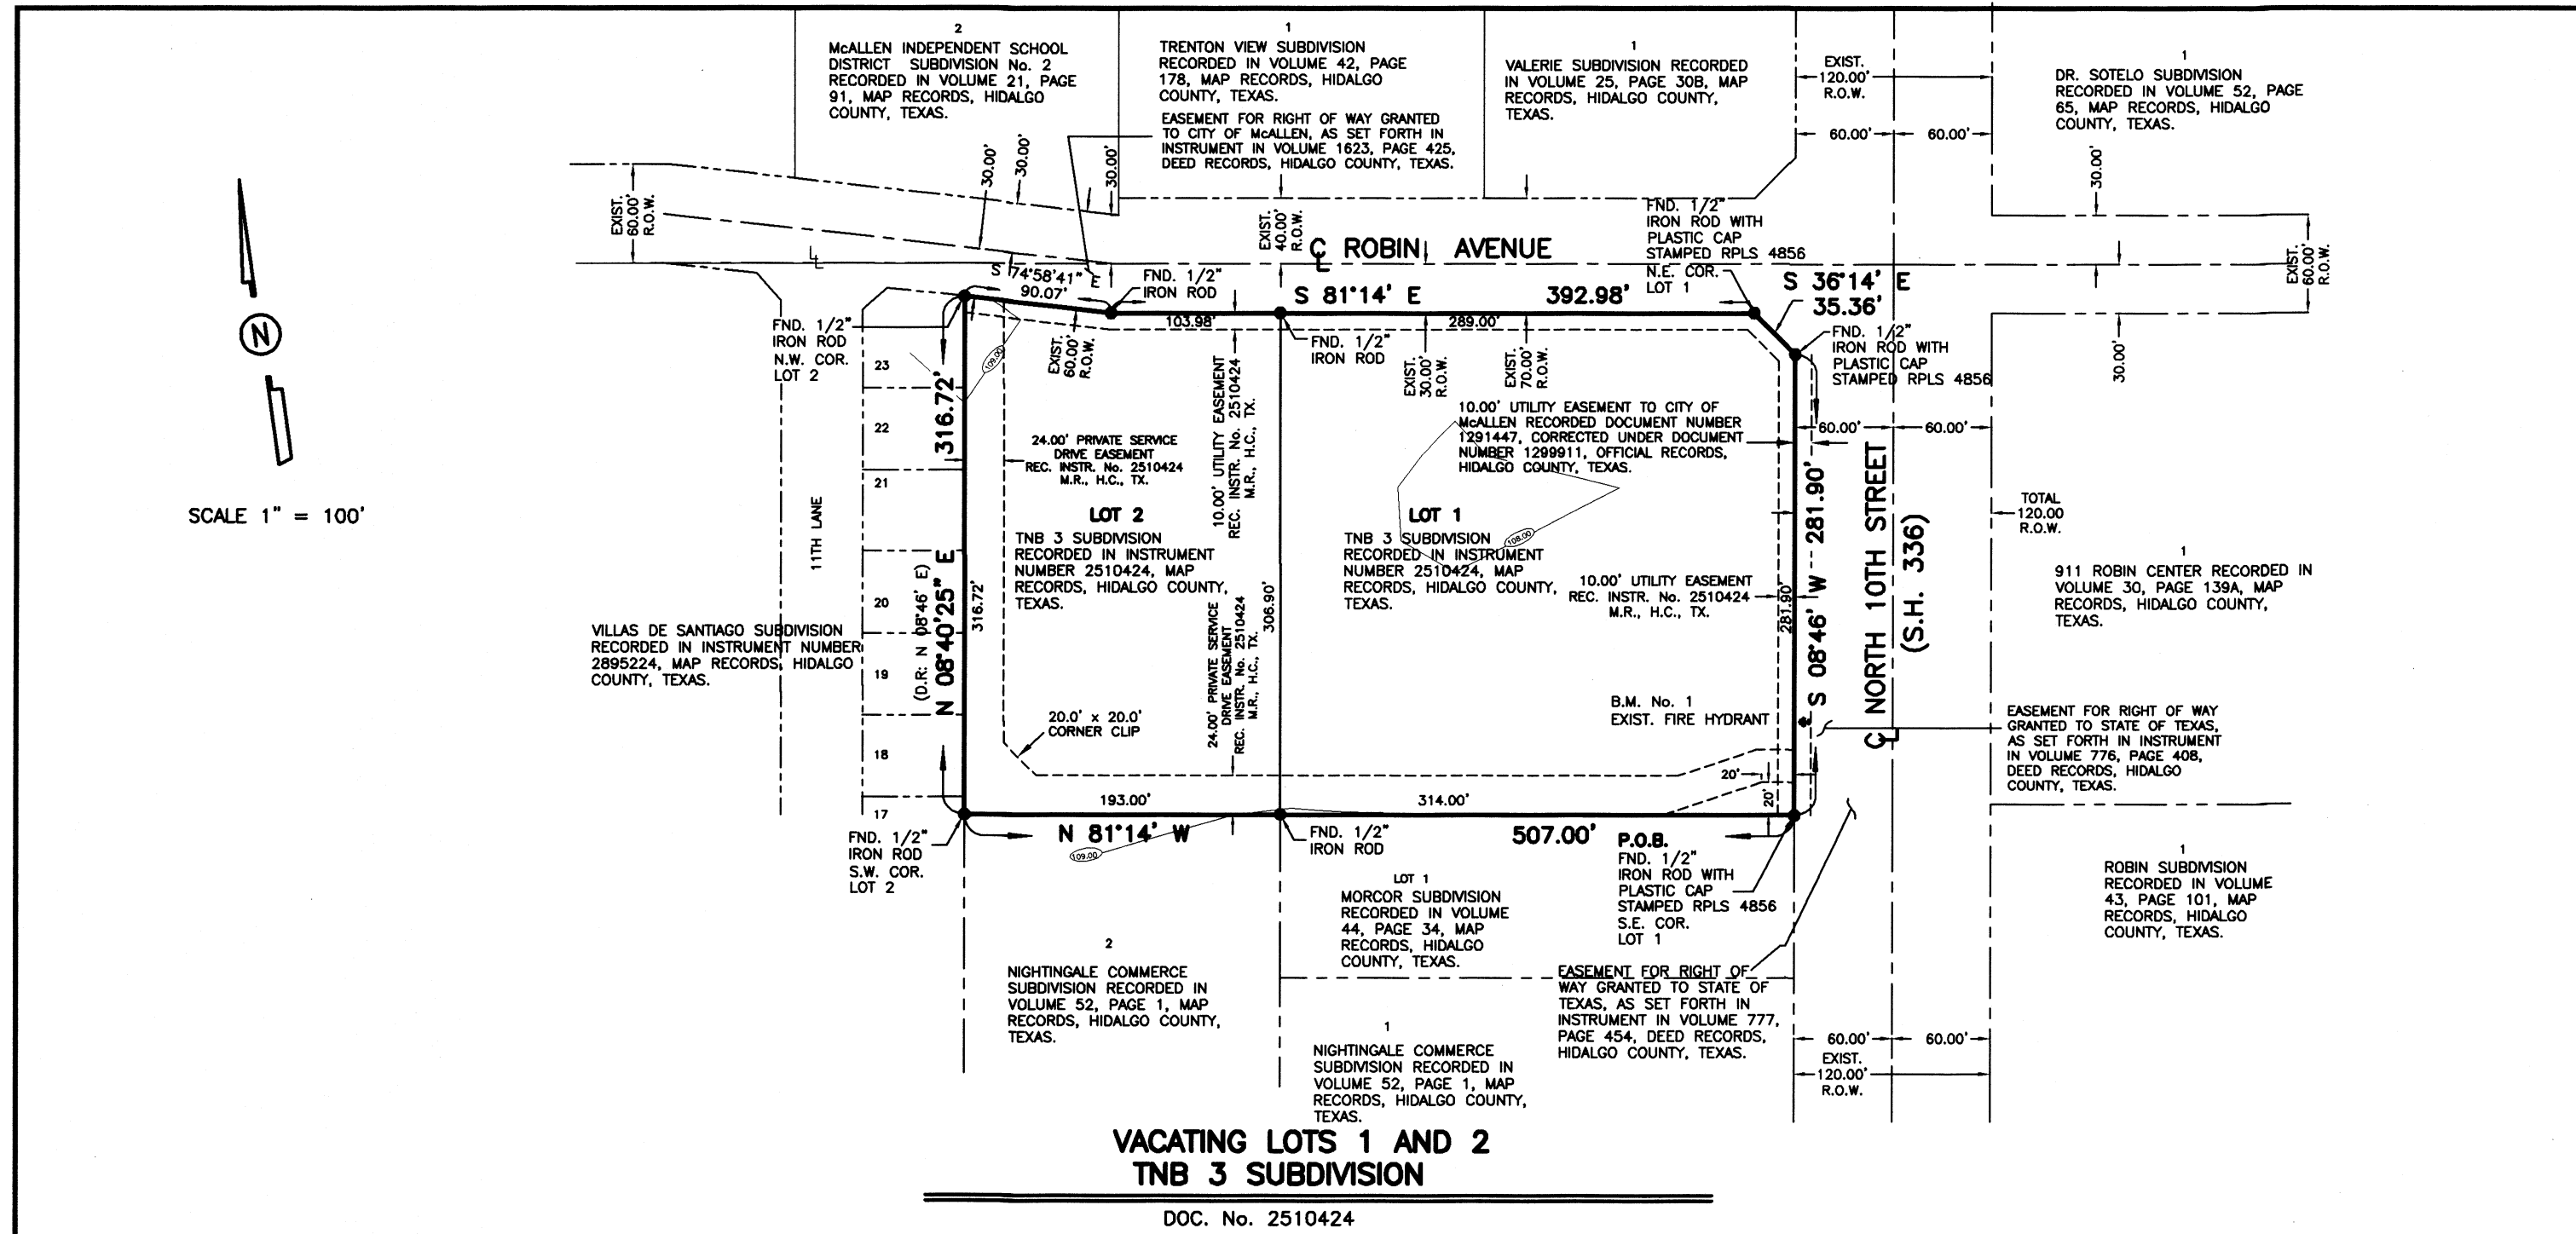 2
McALLEN INDEPENDENT SCHOOL
DISTRICT SUBDIVISION No. 2
RECORDED IN VOLUME 21, PAGE
91, MAP RECORDS, HIDALGO
COUNTY, TEXAS.
1
TRENTON VIEW SUBDIVISION
RECORDED IN VOLUME 42, PAGE
178, MAP RECORDS, HIDALGO
COUNTY, TEXAS.
EASEMENT FOR RIGHT OF WAY GRANTED
TO CITY OF McALLEN, AS SET FORTH IN
INSTRUMENT IN VOLUME 1623, PAGE 425,
DEED RECORDS, HIDALGO COUNTY, TEXAS.
1
VALERIE SUBDIVISION RECORDED
IN VOLUME 25, PAGE 30B, MAP
RECORDS, HIDALGO COUNTY,
TEXAS.
EXIST.
120.00'
R.O.W.
60.00'
60.00'
1
DR. SOTELO SUBDIVISION
RECORDED IN VOLUME 52, PAGE
65, MAP RECORDS, HIDALGO
COUNTY, TEXAS.
EXIST.
60.00'
R.O.W.
30.00'
30.00'
30.00'
30.00'
EXIST.
40.00'
R.O.W.
℄ ROBIN AVENUE
FND. 1/2"
IRON ROD WITH
PLASTIC CAP
STAMPED RPLS 4856
N.E. COR.
LOT 1
EXIST.
60.00'
R.O.W.
30.00'
N
SCALE 1" = 100'
S 74°58'41" E
90.07'
FND. 1/2"
IRON ROD
S 81°14' E
392.98'
S 36°14' E
35.36'
103.98'
289.00'
FND. 1/2"
IRON ROD
FND. 1/2"
IRON ROD WITH
PLASTIC CAP
STAMPED RPLS 4856
FND. 1/2"
IRON ROD
N.W. COR.
LOT 2
109.00
EXIST.
60.00'
R.O.W.
EXIST.
30.00'
R.O.W.
EXIST.
70.00'
R.O.W.
23
22
21
20
19
18
17
11TH LANE
316.72'
N 08°40'25" E
(D.R: N 08°46' E)
316.72'
24.00' PRIVATE SERVICE
DRIVE EASEMENT
REC. INSTR. No. 2510424
M.R., H.C., TX.
10.00' UTILITY EASEMENT
REC. INSTR. No. 2510424
M.R., H.C., TX.
10.00' UTILITY EASEMENT TO CITY OF
McALLEN RECORDED DOCUMENT NUMBER
1291447, CORRECTED UNDER DOCUMENT
NUMBER 1299911, OFFICIAL RECORDS,
HIDALGO COUNTY, TEXAS.
60.00'
60.00'
LOT 2
TNB 3 SUBDIVISION
RECORDED IN INSTRUMENT
NUMBER 2510424, MAP
RECORDS, HIDALGO COUNTY,
TEXAS.
LOT 1
TNB 3 SUBDIVISION
RECORDED IN INSTRUMENT
NUMBER 2510424, MAP
RECORDS, HIDALGO COUNTY,
TEXAS.
108.00
10.00' UTILITY EASEMENT
REC. INSTR. No. 2510424
M.R., H.C., TX.
281.90'
S 08°46' W 281.90'
℄ NORTH 10TH STREET
(S.H. 336)
TOTAL
120.00
R.O.W.
1
911 ROBIN CENTER RECORDED IN
VOLUME 30, PAGE 139A, MAP
RECORDS, HIDALGO COUNTY,
TEXAS.
VILLAS DE SANTIAGO SUBDIVISION
RECORDED IN INSTRUMENT NUMBER
2895224, MAP RECORDS, HIDALGO
COUNTY, TEXAS.
24.00' PRIVATE SERVICE
DRIVE EASEMENT
REC. INSTR. No. 2510424
M.R., H.C., TX.
306.90'
20.0' x 20.0'
CORNER CLIP
B.M. No. 1
EXIST. FIRE HYDRANT
20'
20'
EASEMENT FOR RIGHT OF WAY
GRANTED TO STATE OF TEXAS,
AS SET FORTH IN INSTRUMENT
IN VOLUME 776, PAGE 408,
DEED RECORDS, HIDALGO
COUNTY, TEXAS.
193.00'
314.00'
FND. 1/2"
IRON ROD
S.W. COR.
LOT 2
N 81°14' W
109.00
FND. 1/2"
IRON ROD
507.00'
P.O.B.
FND. 1/2"
IRON ROD WITH
PLASTIC CAP
STAMPED RPLS 4856
S.E. COR.
LOT 1
LOT 1
MORCOR SUBDIVISION
RECORDED IN VOLUME
44, PAGE 34, MAP
RECORDS, HIDALGO
COUNTY, TEXAS.
1
ROBIN SUBDIVISION
RECORDED IN VOLUME
43, PAGE 101, MAP
RECORDS, HIDALGO
COUNTY, TEXAS.
2
NIGHTINGALE COMMERCE
SUBDIVISION RECORDED IN
VOLUME 52, PAGE 1, MAP
RECORDS, HIDALGO COUNTY,
TEXAS.
1
NIGHTINGALE COMMERCE
SUBDIVISION RECORDED IN
VOLUME 52, PAGE 1, MAP
RECORDS, HIDALGO COUNTY,
TEXAS.
EASEMENT FOR RIGHT OF
WAY GRANTED TO STATE OF
TEXAS, AS SET FORTH IN
INSTRUMENT IN VOLUME 777,
PAGE 454, DEED RECORDS,
HIDALGO COUNTY, TEXAS.
60.00'
60.00'
EXIST.
120.00'
R.O.W.
VACATING LOTS 1 AND 2
TNB 3 SUBDIVISION
DOC. No. 2510424